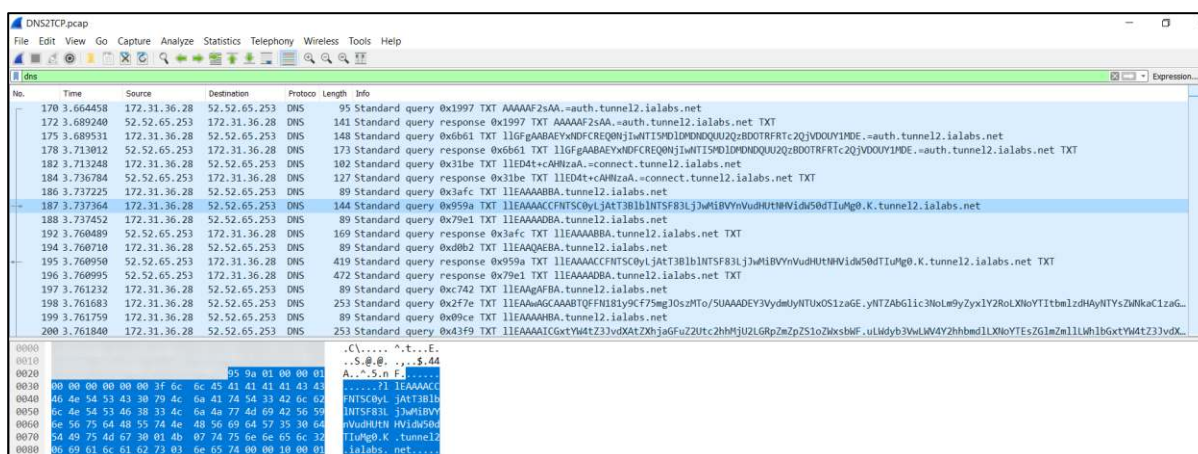 DNS2TCP.pcap
File Edit View Go Capture Analyze Statistics Telephony Wireless Tools Help
dns
Expression...
No. Time Source Destination Protoco Length Info
170 3.664458 172.31.36.28 52.52.65.253 DNS 95 Standard query 0x1997 TXT AAAAAF2sAA.=auth.tunnel2.ialabs.net
172 3.689240 52.52.65.253 172.31.36.28 DNS 141 Standard query response 0x1997 TXT AAAAAF2sAA.=auth.tunnel2.ialabs.net TXT
175 3.689531 172.31.36.28 52.52.65.253 DNS 148 Standard query 0x6b61 TXT llGFgAABAEYxNDFCREQ0NjIwNTI5MDlDMDNDQUU2QzBDOTRFRTc2QjVDOUY1MDE.=auth.tunnel2.ialabs.net
178 3.713012 52.52.65.253 172.31.36.28 DNS 173 Standard query response 0x6b61 TXT llGFgAABAEYxNDFCREQ0NjIwNTI5MDlDMDNDQUU2QzBDOTRFRTc2QjVDOUY1MDE.=auth.tunnel2.ialabs.net TXT
182 3.713248 172.31.36.28 52.52.65.253 DNS 102 Standard query 0x31be TXT llED4t+cAHNzaA.=connect.tunnel2.ialabs.net
184 3.736784 52.52.65.253 172.31.36.28 DNS 127 Standard query response 0x31be TXT llED4t+cAHNzaA.=connect.tunnel2.ialabs.net TXT
186 3.737225 172.31.36.28 52.52.65.253 DNS 89 Standard query 0x3afc TXT llEAAAABBA.tunnel2.ialabs.net
187 3.737364 172.31.36.28 52.52.65.253 DNS 144 Standard query 0x959a TXT llEAAAACCFNTSC0yLjAtT3BlblNTSF83LjJwMiBVYnVudHUtNHVidW50dTIuMg0.K.tunnel2.ialabs.net
188 3.737452 172.31.36.28 52.52.65.253 DNS 89 Standard query 0x79e1 TXT llEAAAADBA.tunnel2.ialabs.net
192 3.760489 52.52.65.253 172.31.36.28 DNS 169 Standard query response 0x3afc TXT llEAAAABBA.tunnel2.ialabs.net TXT
194 3.760710 172.31.36.28 52.52.65.253 DNS 89 Standard query 0xd0b2 TXT llEAAQAEBA.tunnel2.ialabs.net
195 3.760950 52.52.65.253 172.31.36.28 DNS 419 Standard query response 0x959a TXT llEAAAACCFNTSC0yLjAtT3BlblNTSF83LjJwMiBVYnVudHUtNHVidW50dTIuMg0.K.tunnel2.ialabs.net TXT
196 3.760995 52.52.65.253 172.31.36.28 DNS 472 Standard query response 0x79e1 TXT llEAAAADBA.tunnel2.ialabs.net TXT
197 3.761232 172.31.36.28 52.52.65.253 DNS 89 Standard query 0xc742 TXT llEAAgAFBA.tunnel2.ialabs.net
198 3.761683 172.31.36.28 52.52.65.253 DNS 253 Standard query 0x2f7e TXT
199 3.761759 172.31.36.28 52.52.65.253 DNS 89 Standard query 0x09ce TXT llEAAAAHBA.tunnel2.ialabs.net
200 3.761840 172.31.36.28 52.52.65.253 DNS 253 Standard query 0x43f9 TXT
0000 .C\..... ^.t...E.
0010 ..S.@.@. ..,..$.44
0020 95 9a 01 00 00 01 A..^.5.n F.......
0030 00 00 00 00 00 00 3f 6c 6c 45 41 41 41 41 43 43 ......?l lEAAAACC
0040 46 4e 54 53 43 30 79 4c 6a 41 74 54 33 42 6c 62 FNTSC0yL jAtT3Blb
0050 6c 4e 54 53 46 38 33 4c 6a 4a 77 4d 69 42 56 59 lNTSF83L jJwMiBVY
0060 6e 56 75 64 48 55 74 4e 48 56 69 64 57 35 30 64 nVudHUtN HVidW50d
0070 54 49 75 4d 67 30 01 4b 07 74 75 6e 6e 65 6c 32 TIuMg0.K .tunnel2
0080 06 69 61 6c 61 62 73 03 6e 65 74 00 00 10 00 01 .ialabs. net.....